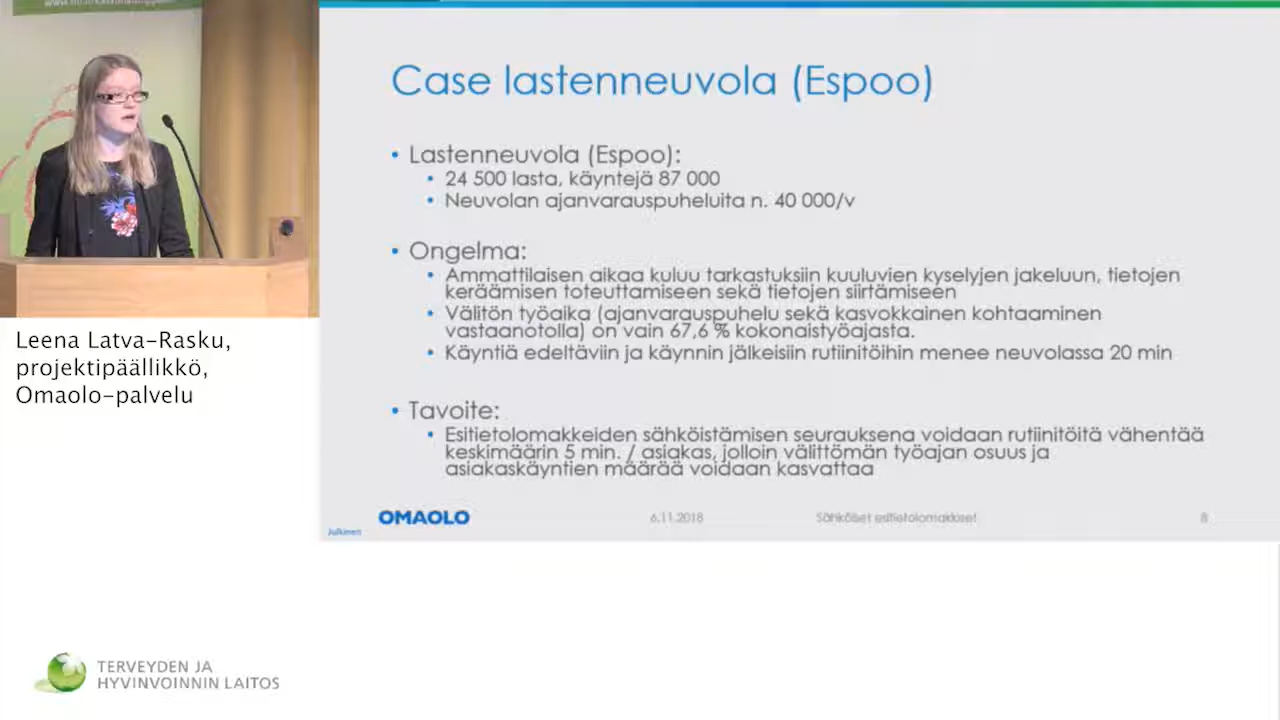 Case lastenneuvola (Espoo)
• Lastenneuvola (Espoo):
• 24 500 lasta, käyntejä 87 000
• Neuvolan ajanvarauspuheluita n. 40 000/v
• Ongelma:
• Ammattilaisen aikaa kuluu tarkastuksiin kuuluvien kyselyjen jakeluun, tietojen
keräämisen toteuttamiseen sekä tietojen siirtämiseen
• Välitön työaika (ajanvarauspuhelu sekä kasvokkainen kohtaaminen
vastaanotolla) on vain 67,6 % kokonaistyöajasta.
• Käyntiä edeltäviin ja käynnin jälkeisiin rutiinitöihin menee neuvolassa 20 min
• Tavoite:
• Esitietolomakkeiden sähköistämisen seurauksena voidaan rutiinitöitä vähentää
keskimäärin 5 min. / asiakas, jolloin välittömän työajan osuus ja
asiakaskäyntien määrää voidaan kasvattaa
Julkinen
OMAOLO
6.11.2018
Sähköiset esitietolomakkeet
8
Leena Latva-Rasku,
projektipäällikkö,
Omaolo-palvelu
TERVEYDEN JA
HYVINVOINNIN LAITOS